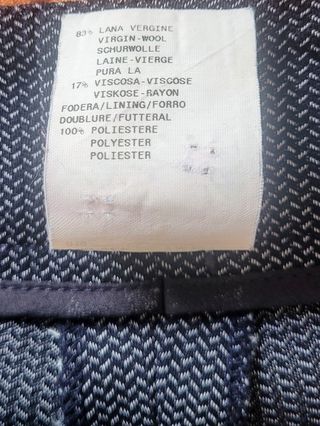 83% LANA VERGINE
VIRGIN-WOOL
SCHURWOLLE
LAINE-VIERGE
PURA LA
17% VISCOSA-VISCOSE
VISKOSE-RAYON
FODERA/LINING/FORRO
DOUBLURE/FUTTERAL
100% POLIESTERE
POLYESTER
POLIESTER